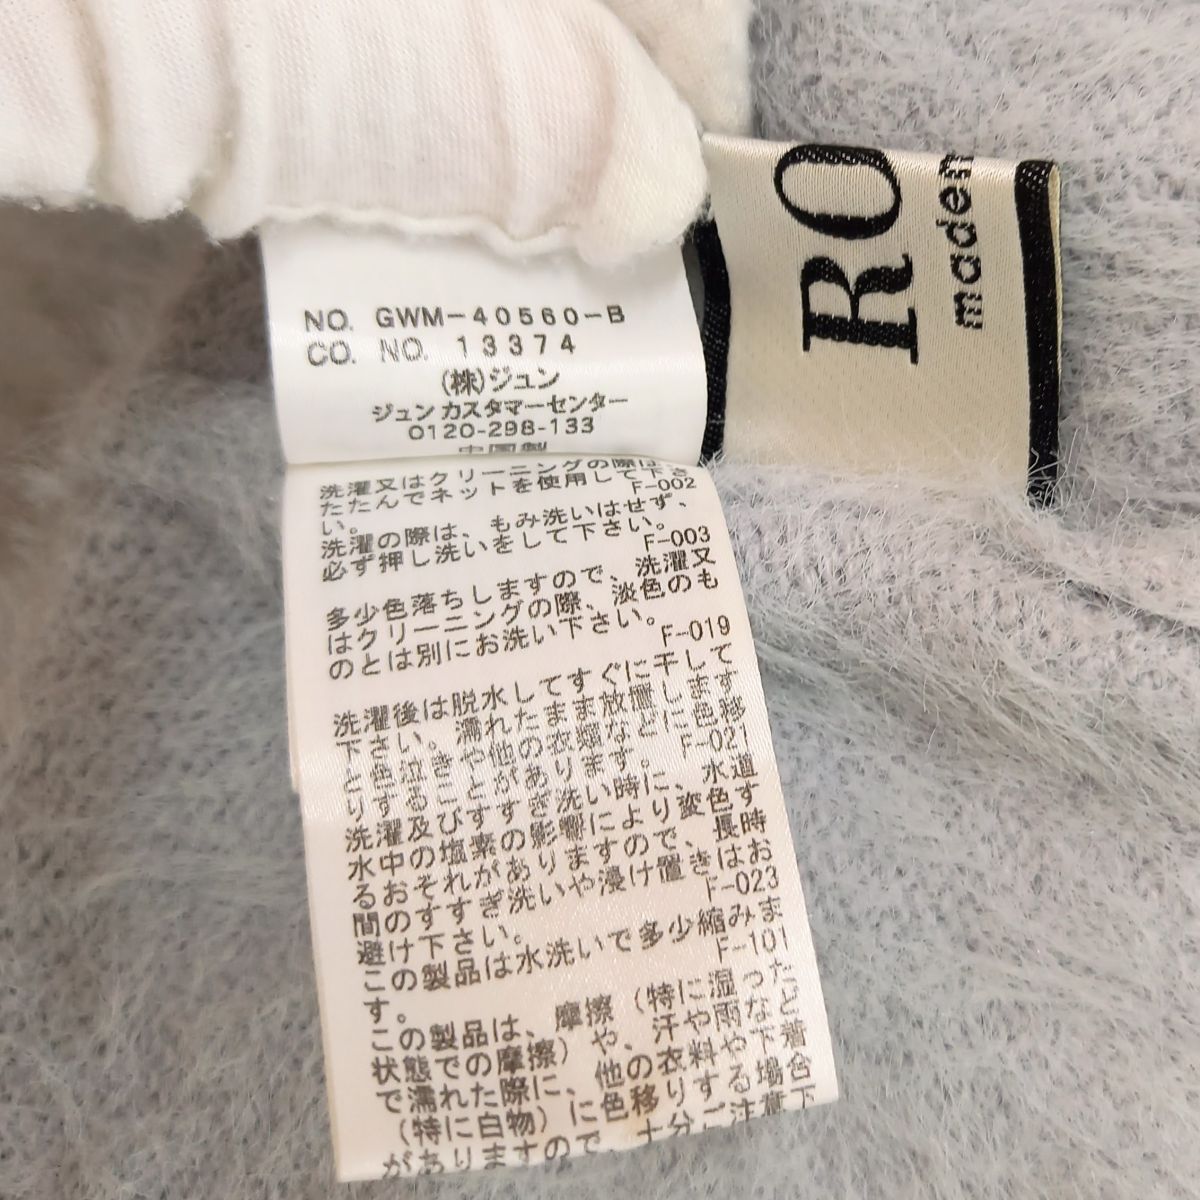 NO. GWM-40560-B
CO. NO. 13374
(株)ジュン
ジュンカスタマーセンター
0120-298-133
中国製
洗濯又はクリーニングの際は、
たたんでネットを使用して下さ
い。 F-002
洗濯の際は、もみ洗いはせず、
必ず押し洗いをして下さい。
F-003
多少色落ちしますので、洗濯又
はクリーニングの際、淡色のも
のとは別にお洗い下さい。
F-019
洗濯後は脱水してすぐに干して
下さい。濡れたまま放置します
と色泣きや他の衣類などに色移
りすることがあります。 F-021
洗濯及びすすぎ洗い時に、水道
水中の塩素の影響により、変色す
るおそれがありますので、長時
間のすすぎ洗いや浸け置きはお
避け下さい。 F-023
この製品は水洗いで多少縮みま
す。 F-101
この製品は、摩擦(特に湿った
状態での摩擦)や、汗や雨など
で濡れた際に、他の衣料や下着
(特に白物)に色移りする場合
がありますので、十分ご注意下
RO
madem